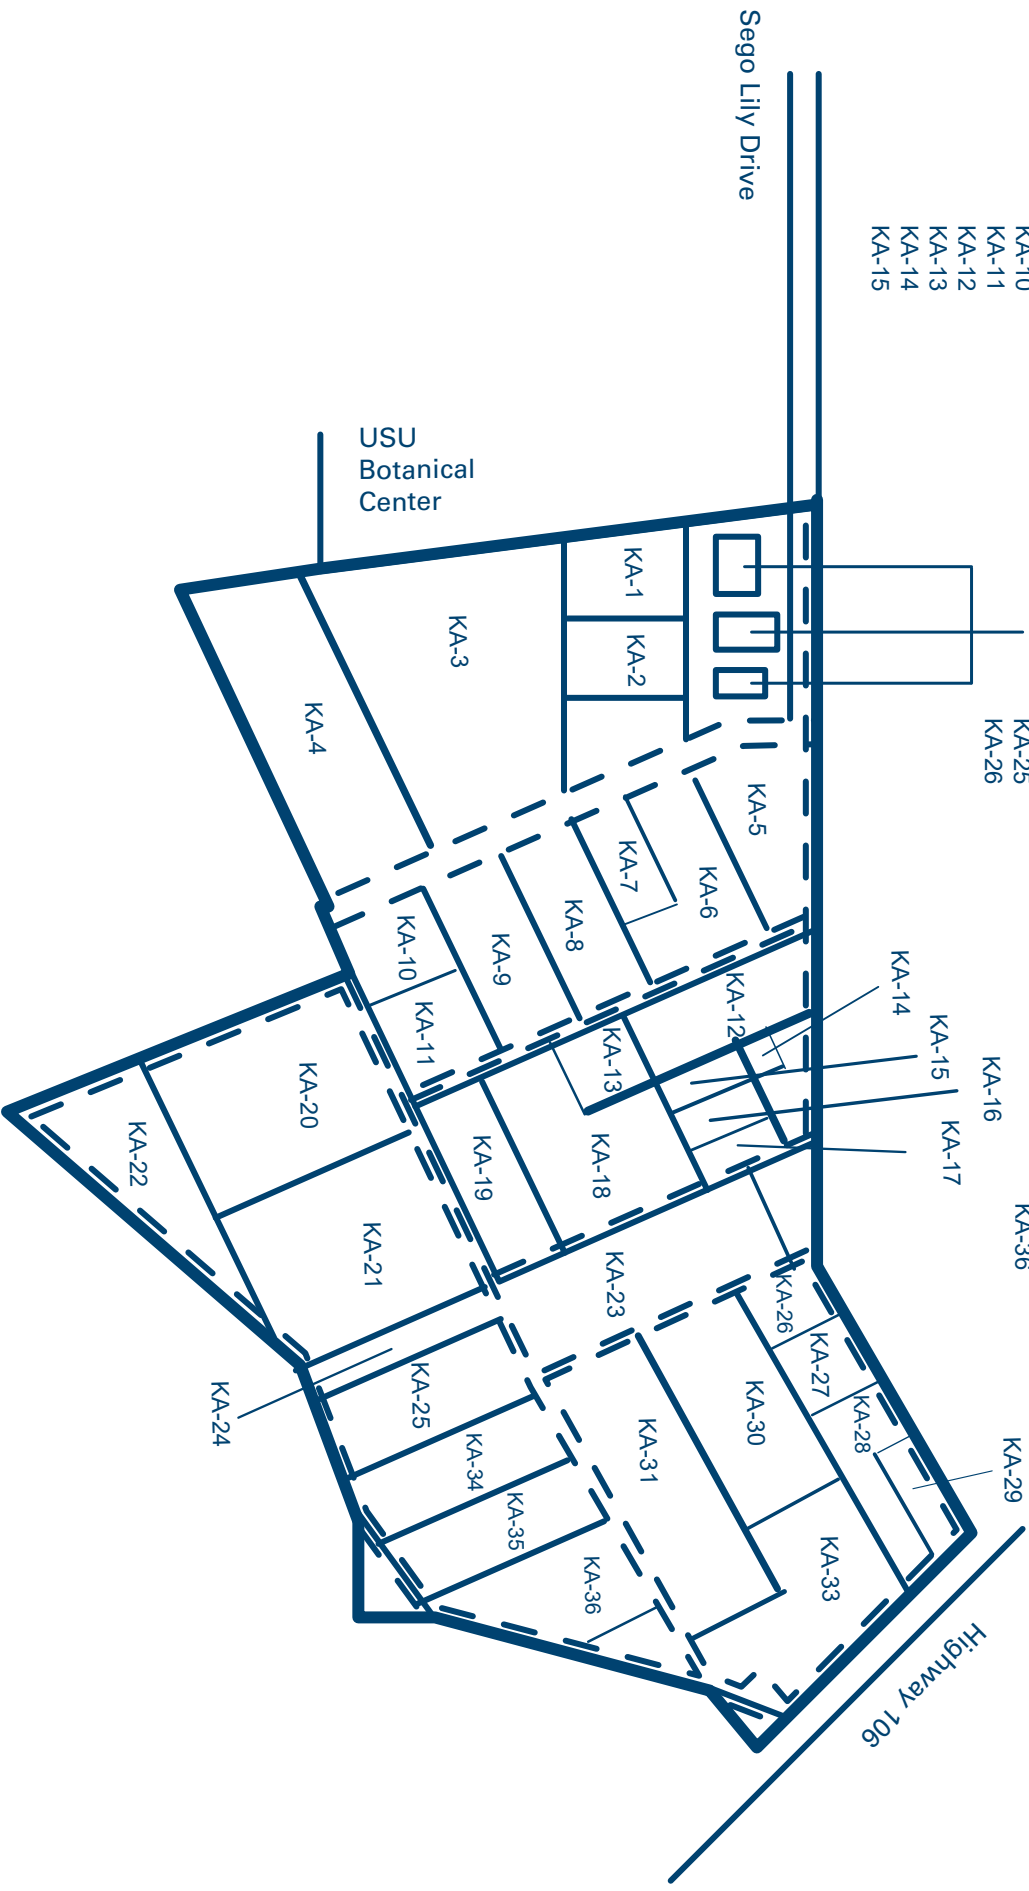 Sego Lily Drive
KA-10
KA-11
KA-12
KA-13
KA-14
KA-15
USU
Botanical
Center
KA-25
KA-26
KA-36
KA-1
KA-2
KA-3
KA-4
KA-5
KA-6
KA-7
KA-8
KA-9
KA-10
KA-11
KA-12
KA-13
KA-14
KA-15
KA-16
KA-17
KA-18
KA-19
KA-20
KA-21
KA-22
KA-23
KA-24
KA-25
KA-26
KA-27
KA-28
KA-29
KA-30
KA-31
KA-33
KA-34
KA-35
KA-36
Highway 106